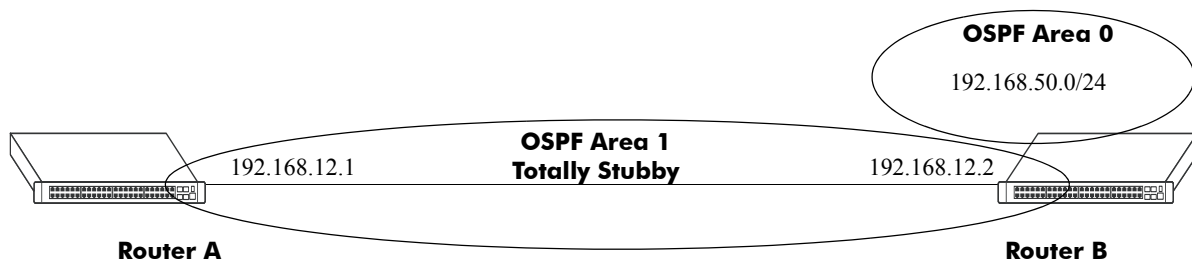 OSPF Area 0
192.168.50.0/24
OSPF Area 1
Totally Stubby
192.168.12.1
192.168.12.2
Router A
Router B